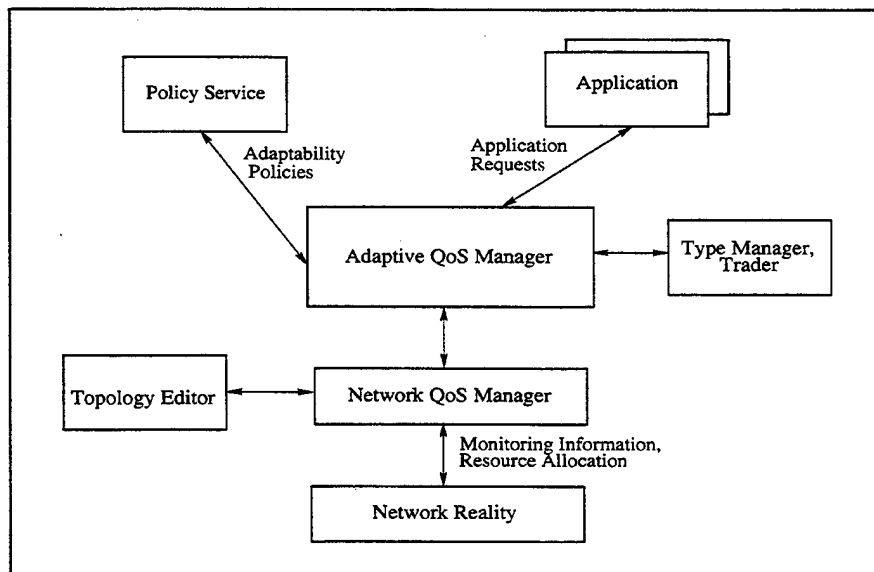 Policy Service
Application
Adaptability
Policies
Application
Requests
Adaptive QoS Manager
Type Manager,
Trader
Topology Editor
Network QoS Manager
Monitoring Information,
Resource Allocation
Network Reality